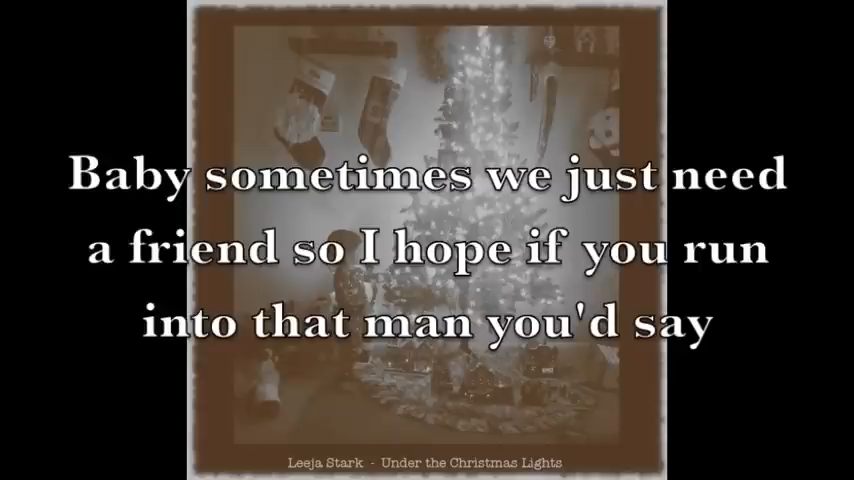 Baby sometimes we just need
a friend so I hope if you run
into that man you'd say
Leeja Stark - Under the Christmas Lights